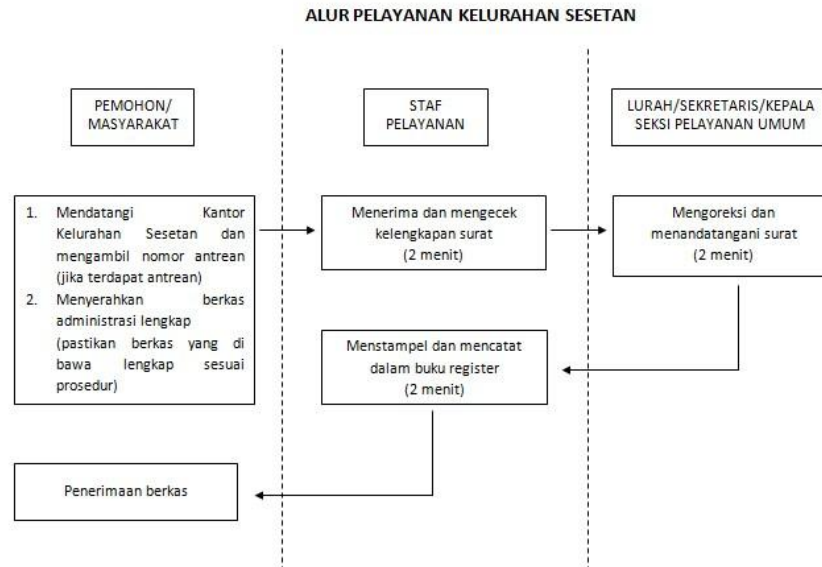 ALUR PELAYANAN KELURAHAN SESETAN
PEMOHON/
MASYARAKAT
STAF
PELAYANAN
LURAH/SEKRETARIS/KEPALA
SEKSI PELAYANAN UMUM
1. Mendatangi Kantor
Kelurahan Sesetan dan
mengambil nomor antrean
(jika terdapat antrean)
2. Menyerahkan berkas
administrasi lengkap
(pastikan berkas yang di
bawa lengkap sesuai
prosedur)
Menerima dan mengecek
kelengkapan surat
(2 menit)
Mengoreksi dan
menandatangani surat
(2 menit)
Menstampel dan mencatat
dalam buku register
(2 menit)
Penerimaan berkas